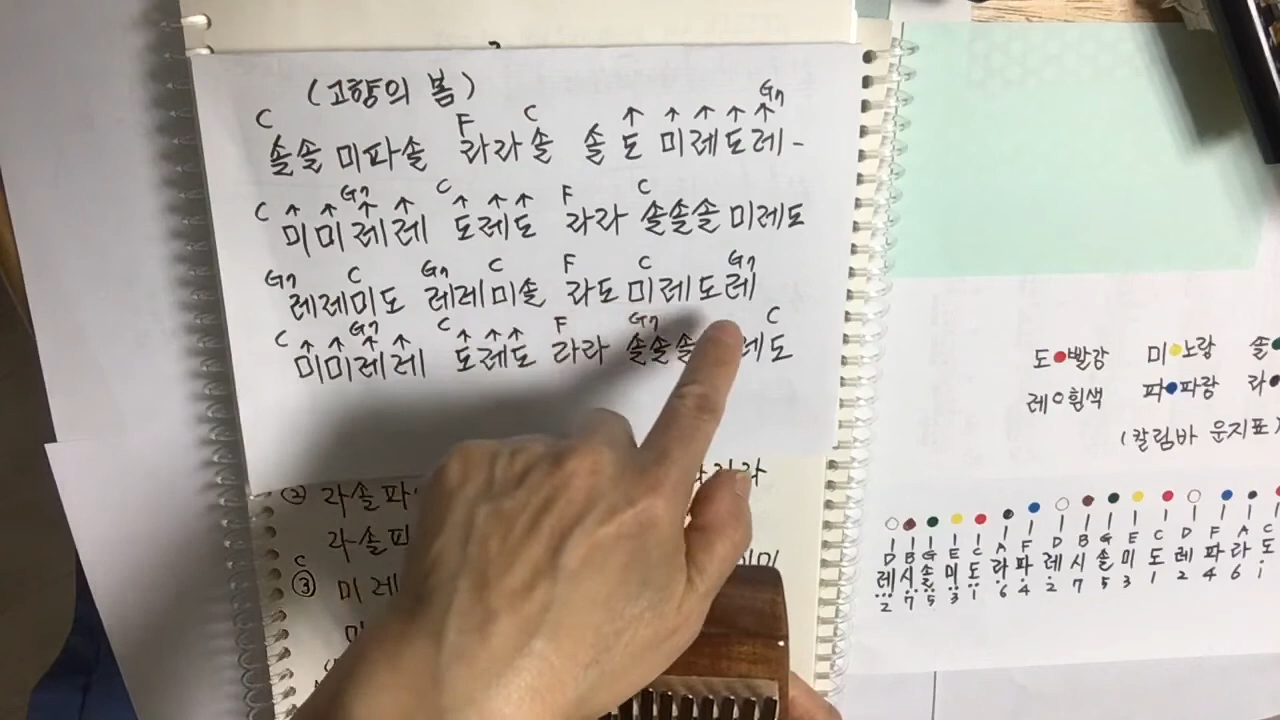 (고향의 봄)
C F C G7
솔솔 미파솔 라라솔 솔 ↑도 ↑미↑레↑도↑레-
C G7 C F C
↑미↑미↑레↑레 ↑도↑레↑도 라라 솔솔솔 미레도
G7 C G7 C F C G7
레레미도 레레미솔 라도 미레도레
C G7 C F G7 C
↑미↑미↑레↑레 ↑도↑레↑도 라라 솔솔솔 레도
② 라솔파
라솔파
C
③ 미레
도●빨강 미●노랑 솔
레○흰색 파●파랑 라
(칼림바 운지표)
D B G E C A F D B G E C D F A C
레 시 솔 미 도 라 파 레 시 솔 미 도 레 파 라 도
2 7 5 3 1 6 4 2 7 5 3 1 2 4 6 1